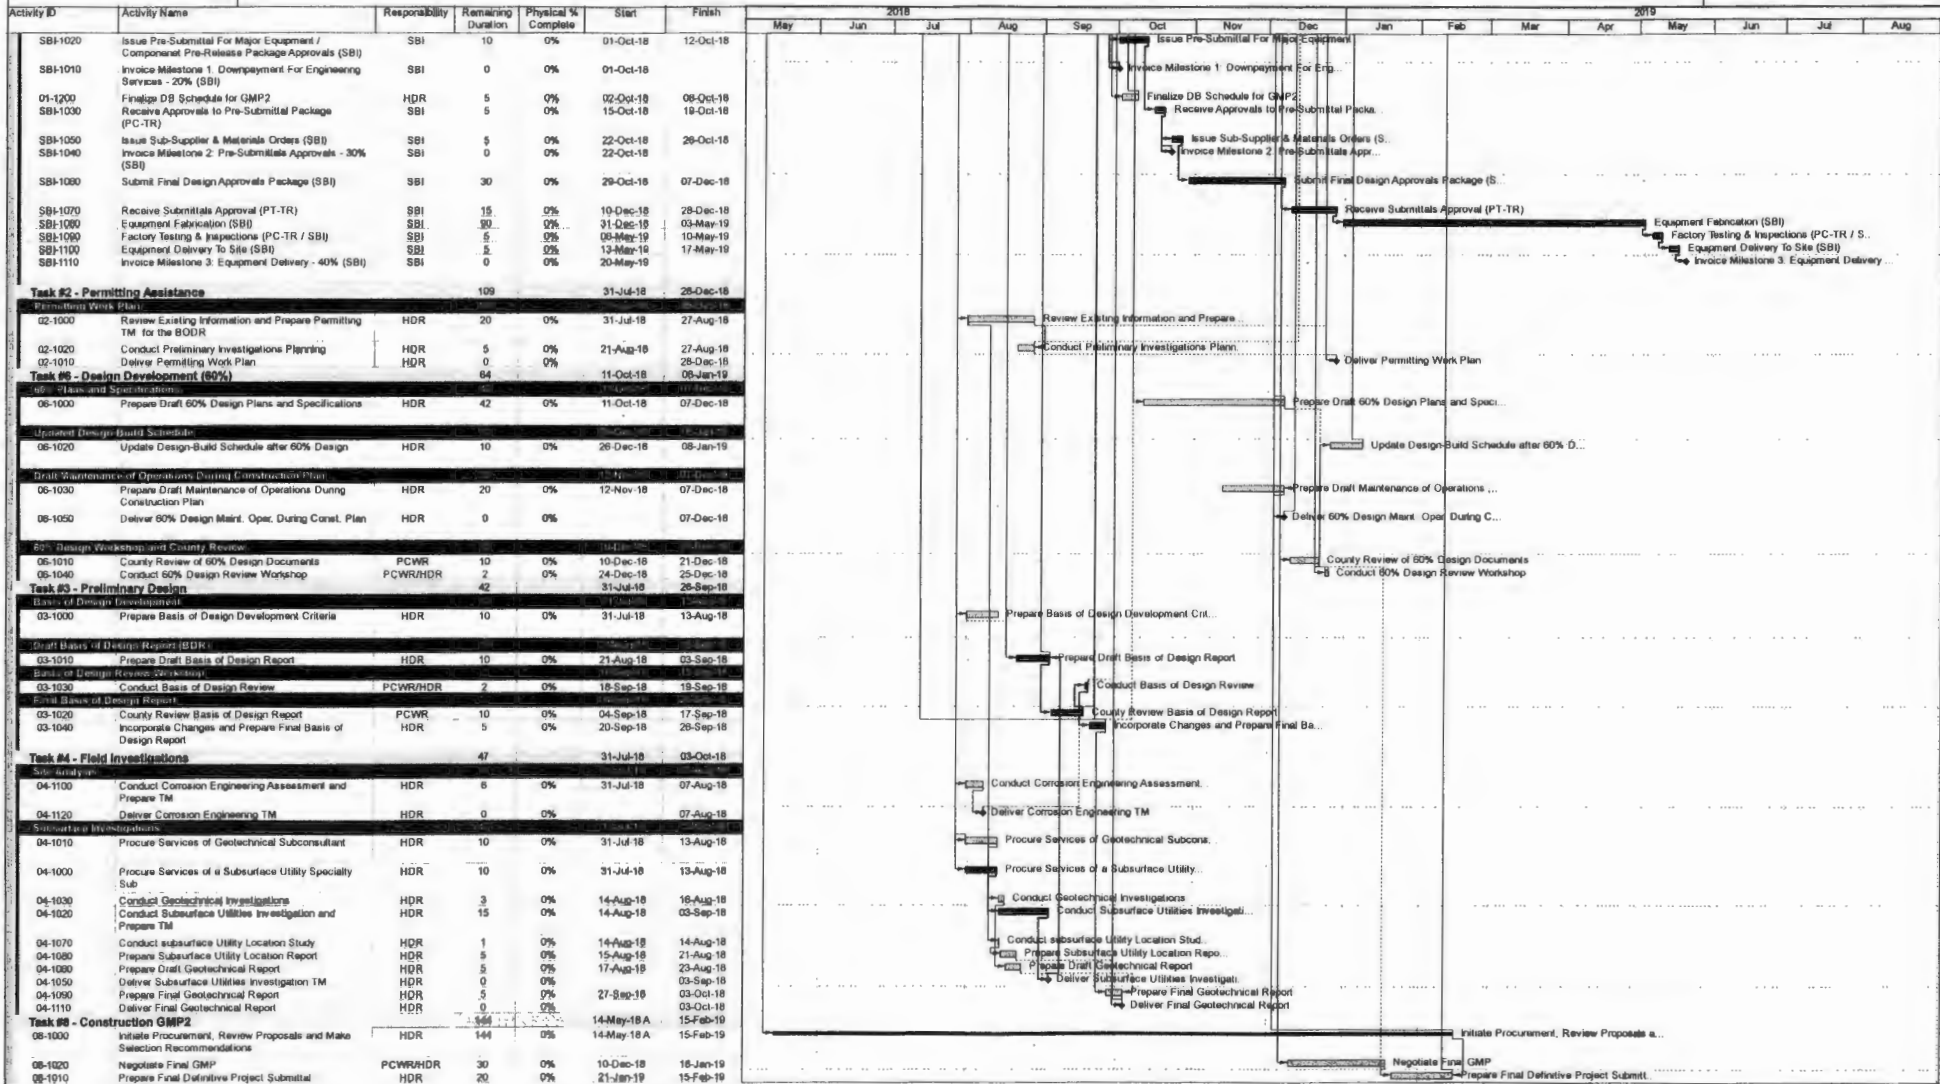 Activity ID Activity Name Responsibility Remaining Duration Physical % Complete Start Finish 2018 2019
May Jun Jul Aug Sep Oct Nov Dec Jan Feb Mar Apr May Jun Jul Aug
SBI-1020 Issue Pre-Submittal For Major Equipment / SBI 10 0% 01-Oct-18 12-Oct-18 Issue Pre-Submittal For Major Equipment
Componenet Pre-Release Package Approvals (SBI)
SBI-1010 Invoice Milestone 1: Downpayment For Engineering SBI 0 0% 01-Oct-18 Invoice Milestone 1: Downpayment For Eng...
Services - 20% (SBI)
01-1200 Finalize DB Schedule for GMP2 HDR 5 0% 02-Oct-18 08-Oct-18 Finalize DB Schedule for GMP2
SBI-1030 Receive Approvals to Pre-Submittal Package SBI 5 0% 15-Oct-18 19-Oct-18 Receive Approvals to Pre-Submittal Packa...
(PC-TR)
SBI-1050 Issue Sub-Supplier & Materials Orders (SBI) SBI 5 0% 22-Oct-18 26-Oct-18 Issue Sub-Supplier & Materials Orders (S...
SBI-1040 Invoice Milestone 2: Pre-Submittals Approvals - 30% SBI 0 0% 22-Oct-18 Invoice Milestone 2: Pre-Submittals Appr...
(SBI)
Submit Final Design Approvals Package (SBI) SBI 30 0% 29-Oct-18 07-Dec-18 Submit Final Design Approvals Package (S...
SBI-1070 Receive Submittals Approval (PT-TR) SBI 15 0% 10-Dec-18 28-Dec-18 Receive Submittals Approval (PT-TR)
Equipment Fabrication (SBI) SBI 90 0% 31-Dec-18 03-May-19 Equipment Fabrication (SBI)
SBI-1090 Factory Testing & Inspections (PC-TR / SBI) SBI 5 0% 06-May-19 10-May-19 Factory Testing & Inspections (PC-TR / S...
SBI-1100 Equipment Delivery To Site (SBI) SBI 5 0% 13-May-19 17-May-19 Equipment Delivery To Site (SBI)
SBI-1110 Invoice Milestone 3: Equipment Delivery - 40% (SBI) SBI 0 0% 20-May-19 Invoice Milestone 3: Equipment Delivery ...
Task #2 - Permitting Assistance 109 31-Jul-18 28-Dec-18
Permitting Work Plan
02-1000 Review Existing Information and Prepare Permitting HDR 20 0% 31-Jul-18 27-Aug-18 Review Existing Information and Prepare ...
TM for the BODR
02-1020 Conduct Preliminary Investigations Planning HDR 5 0% 21-Aug-18 27-Aug-18 Conduct Preliminary Investigations Plann...
02-1010 Deliver Permitting Work Plan HDR 0 0% 28-Dec-18 Deliver Permitting Work Plan
Task #6 - Design Development (60%) 64 11-Oct-18 08-Jan-19
60% Plans and Specifications
06-1000 Prepare Draft 60% Design Plans and Specifications HDR 42 0% 11-Oct-18 07-Dec-18 Prepare Draft 60% Design Plans and Speci...
Updated Design-Build Schedule
06-1020 Update Design-Build Schedule after 60% Design HDR 10 0% 26-Dec-18 08-Jan-19 Update Design-Build Schedule after 60% D...
Draft Maintenance of Operations During Construction Plan
06-1030 Prepare Draft Maintenance of Operations During HDR 20 0% 12-Nov-18 07-Dec-18 Prepare Draft Maintenance of Operations ...
Construction Plan
06-1050 Deliver 60% Design Maint. Oper. During Const. Plan HDR 0 0% 07-Dec-18 Deliver 60% Design Maint. Oper. During C...
60% Design Workshop and County Review
06-1010 County Review of 60% Design Documents PCWR 10 0% 10-Dec-18 21-Dec-18 County Review of 60% Design Documents
06-1040 Conduct 60% Design Review Workshop PCWR/HDR 2 0% 24-Dec-18 25-Dec-18 Conduct 60% Design Review Workshop
Task #3 - Preliminary Design 42 31-Jul-18 26-Sep-18
Basis of Design Development
03-1000 Prepare Basis of Design Development Criteria HDR 10 0% 31-Jul-18 13-Aug-18 Prepare Basis of Design Development Crit...
Draft Basis of Design Report (BDR)
03-1010 Prepare Draft Basis of Design Report HDR 10 0% 21-Aug-18 03-Sep-18 Prepare Draft Basis of Design Report
Basis of Design Review Workshop
03-1030 Conduct Basis of Design Review PCWR/HDR 2 0% 18-Sep-18 19-Sep-18 Conduct Basis of Design Review
Final Basis of Design Report
03-1020 County Review Basis of Design Report PCWR 10 0% 04-Sep-18 17-Sep-18 County Review Basis of Design Report
03-1040 Incorporate Changes and Prepare Final Basis of HDR 5 0% 20-Sep-18 26-Sep-18 Incorporate Changes and Prepare Final Ba...
Design Report
Task #4 - Field Investigations 47 31-Jul-18 03-Oct-18
Site Analysis
04-1100 Conduct Corrosion Engineering Assessment and HDR 6 0% 31-Jul-18 07-Aug-18 Conduct Corrosion Engineering Assessment...
Prepare TM
04-1120 Deliver Corrosion Engineering TM HDR 0 0% 07-Aug-18 Deliver Corrosion Engineering TM
Subsurface Investigations
04-1010 Procure Services of Geotechnical Subconsultant HDR 10 0% 31-Jul-18 13-Aug-18 Procure Services of Geotechnical Subcons...
04-1000 Procure Services of a Subsurface Utility Specialty HDR 10 0% 31-Jul-18 13-Aug-18 Procure Services of a Subsurface Utility...
Sub
04-1030 Conduct Geotechnical Investigations HDR 3 0% 14-Aug-18 16-Aug-18 Conduct Geotechnical Investigations
04-1020 Conduct Subsurface Utilities Investigation and HDR 15 0% 14-Aug-18 03-Sep-18 Conduct Subsurface Utilities Investigati...
Prepare TM
04-1070 Conduct subsurface Utility Location Study HDR 1 0% 14-Aug-18 14-Aug-18 Conduct subsurface Utility Location Stud...
Prepare Subsurface Utility Location Report HDR 5 0% 15-Aug-18 21-Aug-18 Prepare Subsurface Utility Location Repo...
Prepare Draft Geotechnical Report HDR 5 0% 17-Aug-18 23-Aug-18 Prepare Draft Geotechnical Report
04-1050 Deliver Subsurface Utilities Investigation TM HDR 0 0% 03-Sep-18 Deliver Subsurface Utilities Investigati...
04-1090 Prepare Final Geotechnical Report HDR 5 0% 27-Sep-18 03-Oct-18 Prepare Final Geotechnical Report
04-1110 Deliver Final Geotechnical Report HDR 0 0% 03-Oct-18 Deliver Final Geotechnical Report
Task #8 - Construction GMP2 144 14-May-18 A 15-Feb-19
08-1000 Initiate Procurement, Review Proposals and Make HDR 144 0% 14-May-18 A 15-Feb-19 Initiate Procurement, Review Proposals a...
Selection Recommendations
08-1020 Negotiate Final GMP PCWR/HDR 30 0% 10-Dec-18 18-Jan-19 Negotiate Final GMP
08-1010 Prepare Final Definitive Project Submittal HDR 20 0% 21-Jan-19 15-Feb-19 Prepare Final Definitive Project Submitt...